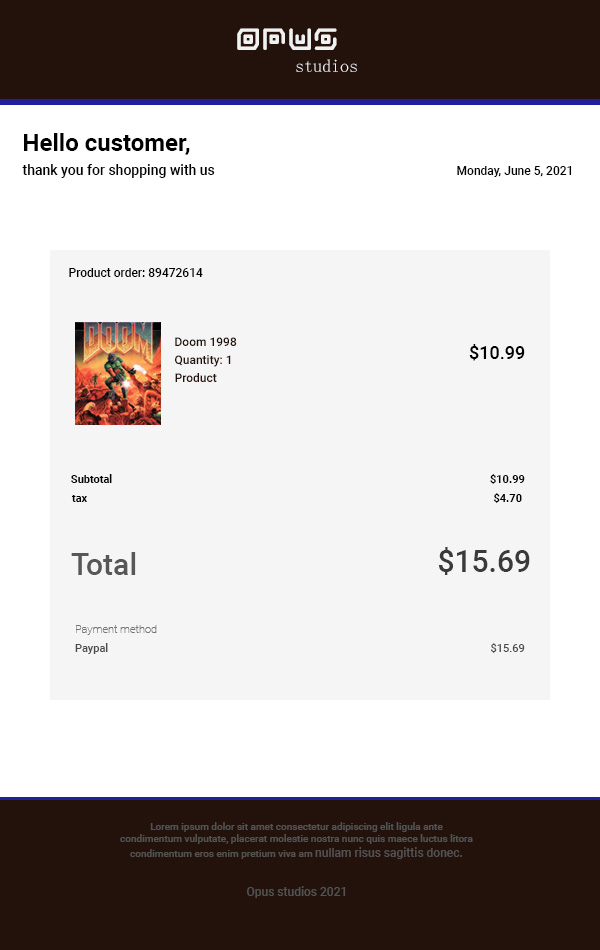 OPUS
studios
Hello customer,
thank you for shopping with us
Monday, June 5, 2021
Product order: 89472614
DOOM
Doom 1998
Quantity: 1
Product
$10.99
Subtotal
$10.99
tax
$4.70
Total
$15.69
Payment method
Paypal
$15.69
Lorem ipsum dolor sit amet consectetur adipiscing elit ligula ante
condimentum vulputate, placerat molestie nostra nunc quis maece luctus litora
condimentum eros enim pretium viva am nullam risus sagittis donec.
Opus studios 2021